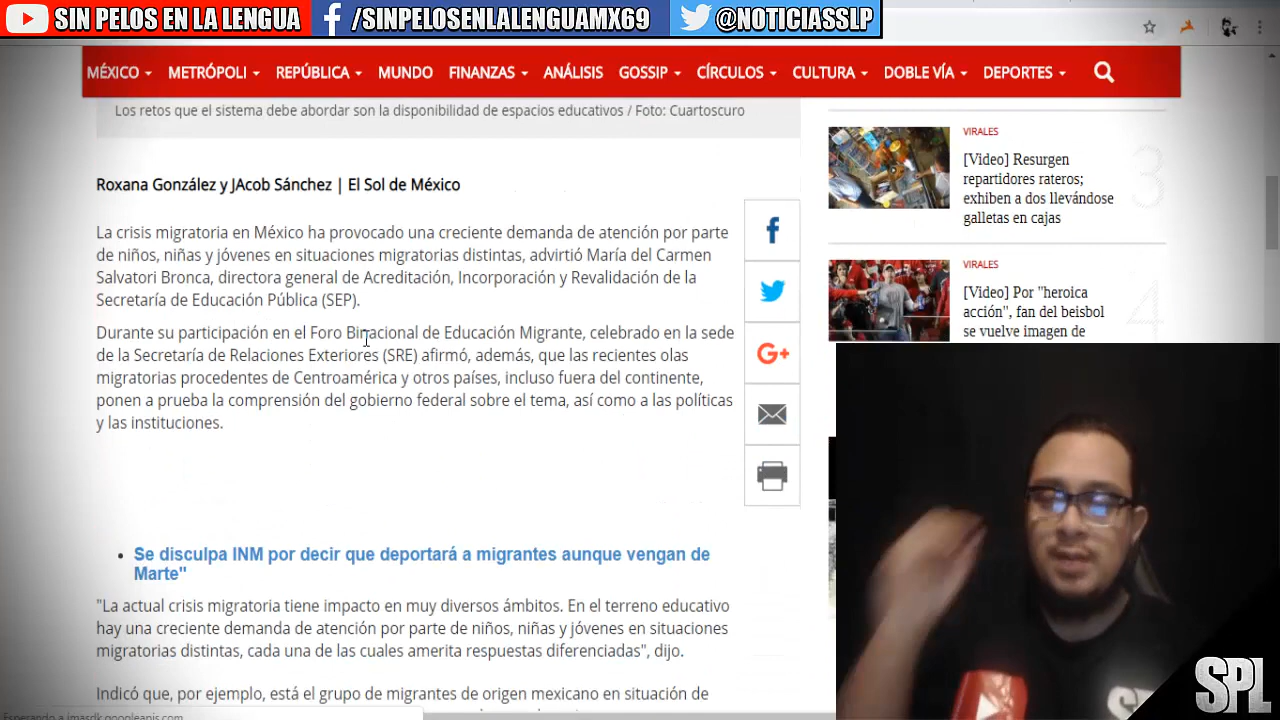 SIN PELOS EN LA LENGUA
/SINPELOSENLALENGUAMX69
@NOTICIASSLP
MÉXICO
METRÓPOLI
REPÚBLICA
MUNDO
FINANZAS
ANÁLISIS
GOSSIP
CÍRCULOS
CULTURA
DOBLE VÍA
DEPORTES
Los retos que el sistema debe abordar son la disponibilidad de espacios educativos / Foto: Cuartoscuro
Roxana González y JAcob Sánchez | El Sol de México
La crisis migratoria en México ha provocado una creciente demanda de atención por parte
de niños, niñas y jóvenes en situaciones migratorias distintas, advirtió María del Carmen
Salvatori Bronca, directora general de Acreditación, Incorporación y Revalidación de la
Secretaría de Educación Pública (SEP).
Durante su participación en el Foro Binacional de Educación Migrante, celebrado en la sede
de la Secretaría de Relaciones Exteriores (SRE) afirmó, además, que las recientes olas
migratorias procedentes de Centroamérica y otros países, incluso fuera del continente,
ponen a prueba la comprensión del gobierno federal sobre el tema, así como a las políticas
y las instituciones.
Se disculpa INM por decir que deportará a migrantes aunque vengan de
Marte"
"La actual crisis migratoria tiene impacto en muy diversos ámbitos. En el terreno educativo
hay una creciente demanda de atención por parte de niños, niñas y jóvenes en situaciones
migratorias distintas, cada una de las cuales amerita respuestas diferenciadas", dijo.
Indicó que, por ejemplo, está el grupo de migrantes de origen mexicano en situación de
G+
VIRALES
[Video] Resurgen
repartidores rateros;
exhiben a dos llevándose
galletas en cajas
3
VIRALES
[Video] Por "heroica
acción", fan del beisbol
se vuelve imagen de
4
SPL